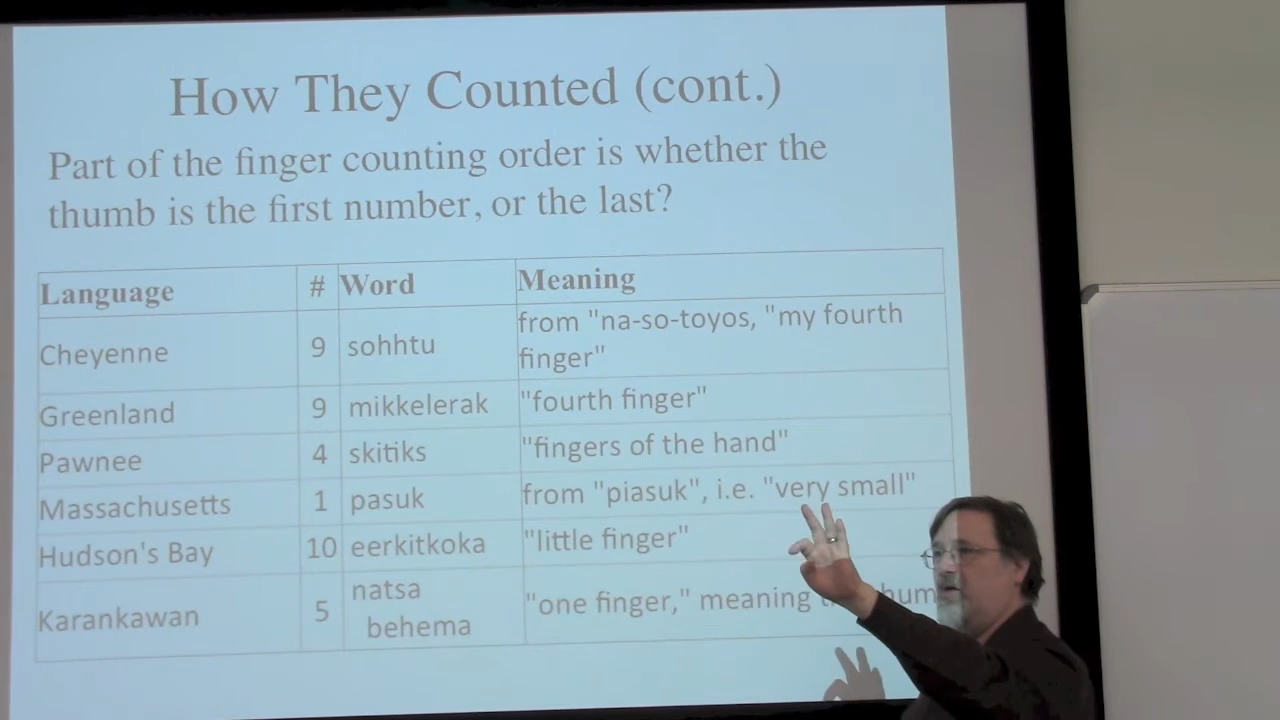 How They Counted (cont.)
Part of the finger counting order is whether the
thumb is the first number, or the last?
Language # Word Meaning
Cheyenne 9 sohhtu from "na-so-toyos, "my fourth
finger"
Greenland 9 mikkelerak "fourth finger"
Pawnee 4 skitiks "fingers of the hand"
Massachusetts 1 pasuk from "piasuk", i.e. "very small"
Hudson's Bay 10 eerkitkoka "little finger"
Karankawan 5 natsa
behema "one finger," meaning